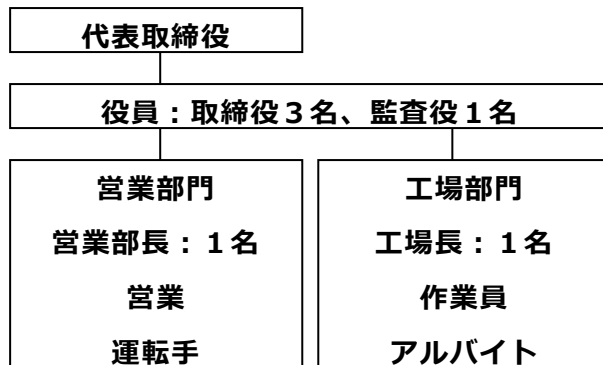 代表取締役
役員：取締役３名、監査役１名
営業部門
営業部長：１名
営業
運転手
工場部門
工場長：１名
作業員
アルバイト